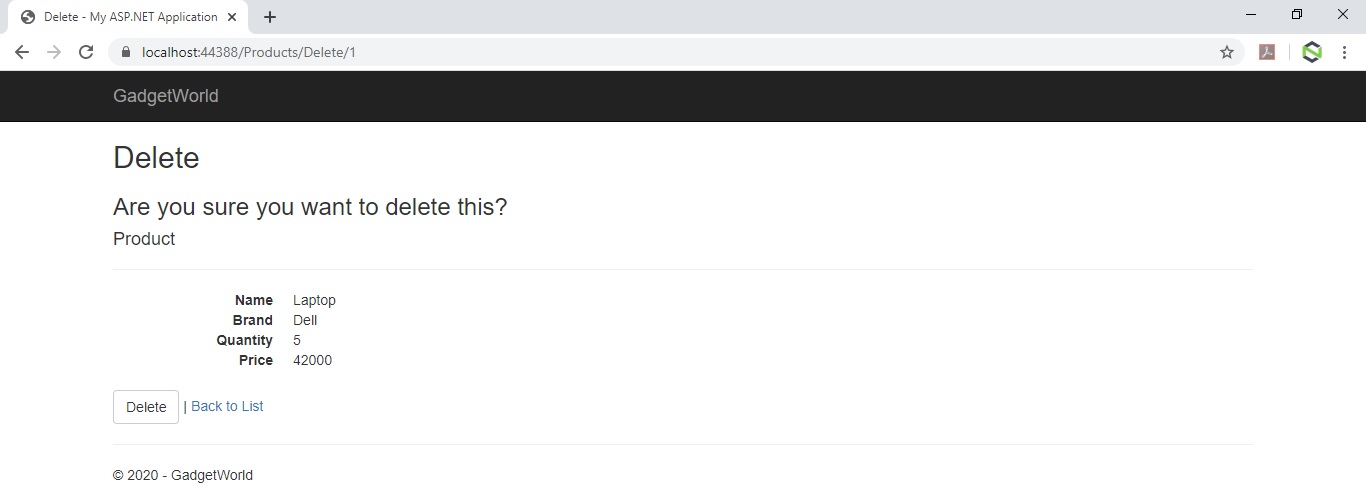 Delete - My ASP.NET Application
localhost:44388/Products/Delete/1
GadgetWorld
Delete
Are you sure you want to delete this?
Product
Name Laptop
Brand Dell
Quantity 5
Price 42000
Delete | Back to List
© 2020 - GadgetWorld